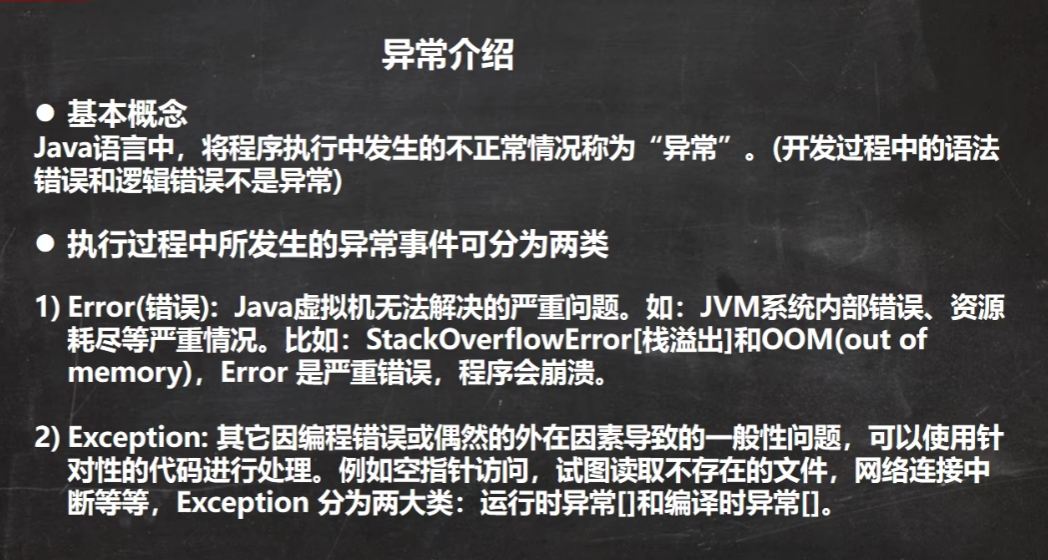 异常介绍
● 基本概念
Java语言中，将程序执行中发生的不正常情况称为“异常”。(开发过程中的语法
错误和逻辑错误不是异常)
● 执行过程中所发生的异常事件可分为两类
1) Error(错误)：Java虚拟机无法解决的严重问题。如：JVM系统内部错误、资源
耗尽等严重情况。比如：StackOverflowError[栈溢出]和OOM(out of
memory)，Error 是严重错误，程序会崩溃。
2) Exception: 其它因编程错误或偶然的外在因素导致的一般性问题，可以使用针
对性的代码进行处理。例如空指针访问，试图读取不存在的文件，网络连接中
断等等，Exception 分为两大类：运行时异常[]和编译时异常[]。